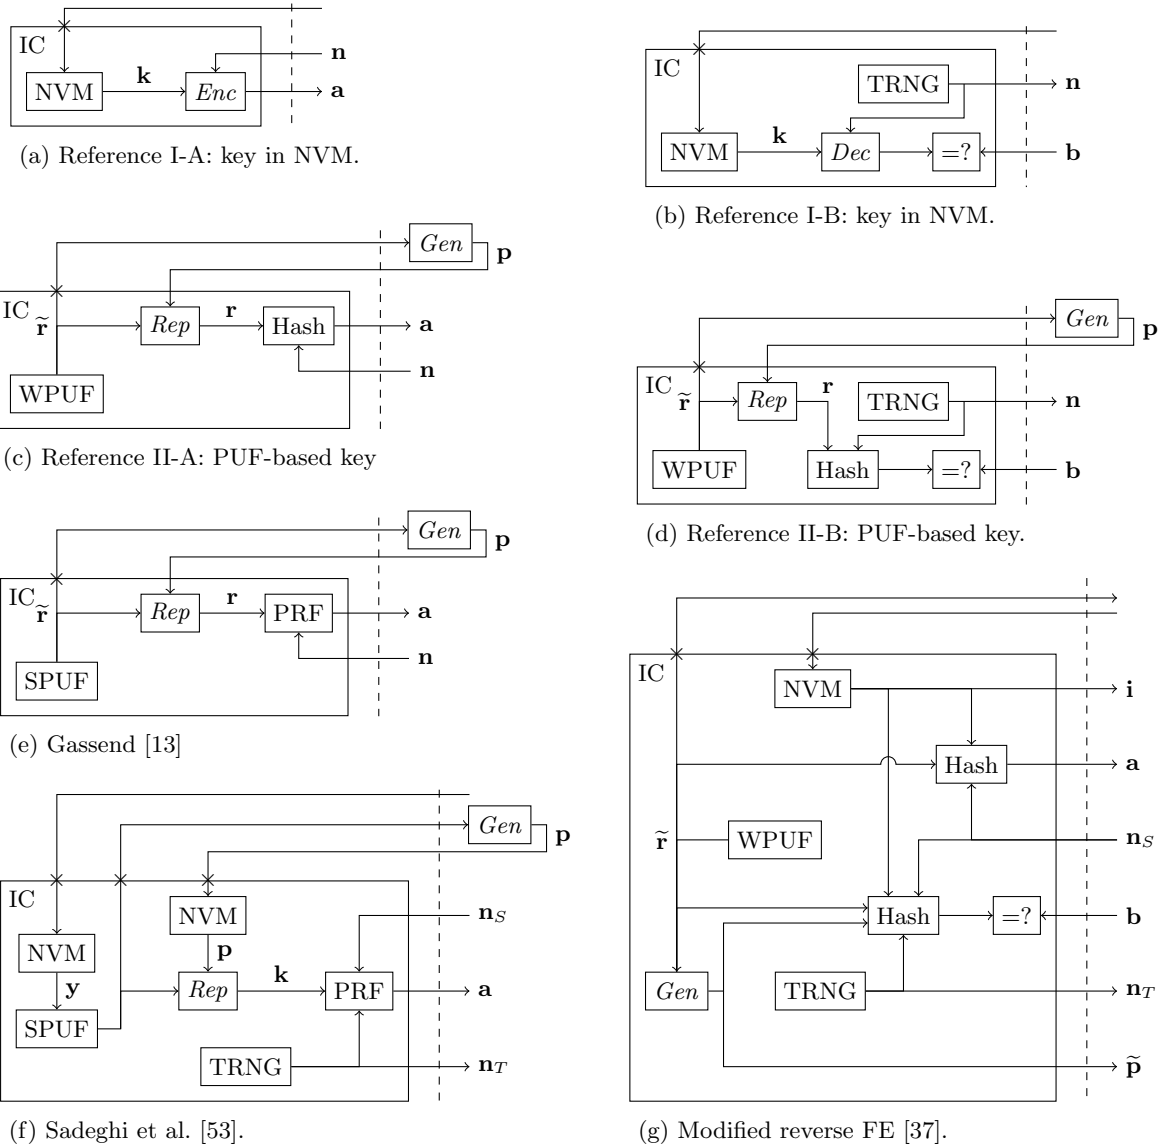 IC
NVM
k
Enc
n
a
(a) Reference I-A: key in NVM.
IC
TRNG
n
NVM
k
Dec
=?
b
(b) Reference I-B: key in NVM.
Gen
p
IC
r̃
Rep
r
Hash
a
n
WPUF
(c) Reference II-A: PUF-based key
Gen
p
IC
r̃
Rep
r
TRNG
n
WPUF
Hash
=?
b
(d) Reference II-B: PUF-based key.
Gen
p
IC
r̃
Rep
r
PRF
a
n
SPUF
(e) Gassend [13]
Gen
p
IC
NVM
n_S
NVM
p
y
Rep
k
PRF
a
SPUF
TRNG
n_T
(f) Sadeghi et al. [53].
IC
NVM
i
Hash
a
r̃
WPUF
n_S
Hash
=?
b
Gen
TRNG
n_T
p̃
(g) Modified reverse FE [37].